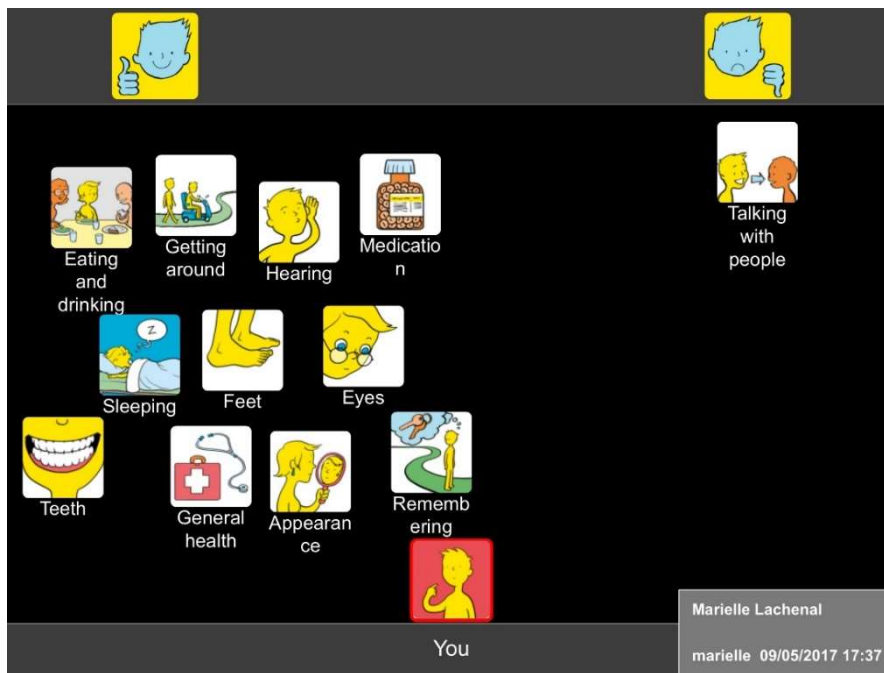 Eating
and
drinking
Getting
around
Hearing
Medicatio
n
Talking
with
people
Z
Sleeping
Feet
Eyes
Teeth
General
health
Appearan
ce
Rememb
ering
You
Marielle Lachenal
marielle 09/05/2017 17:37